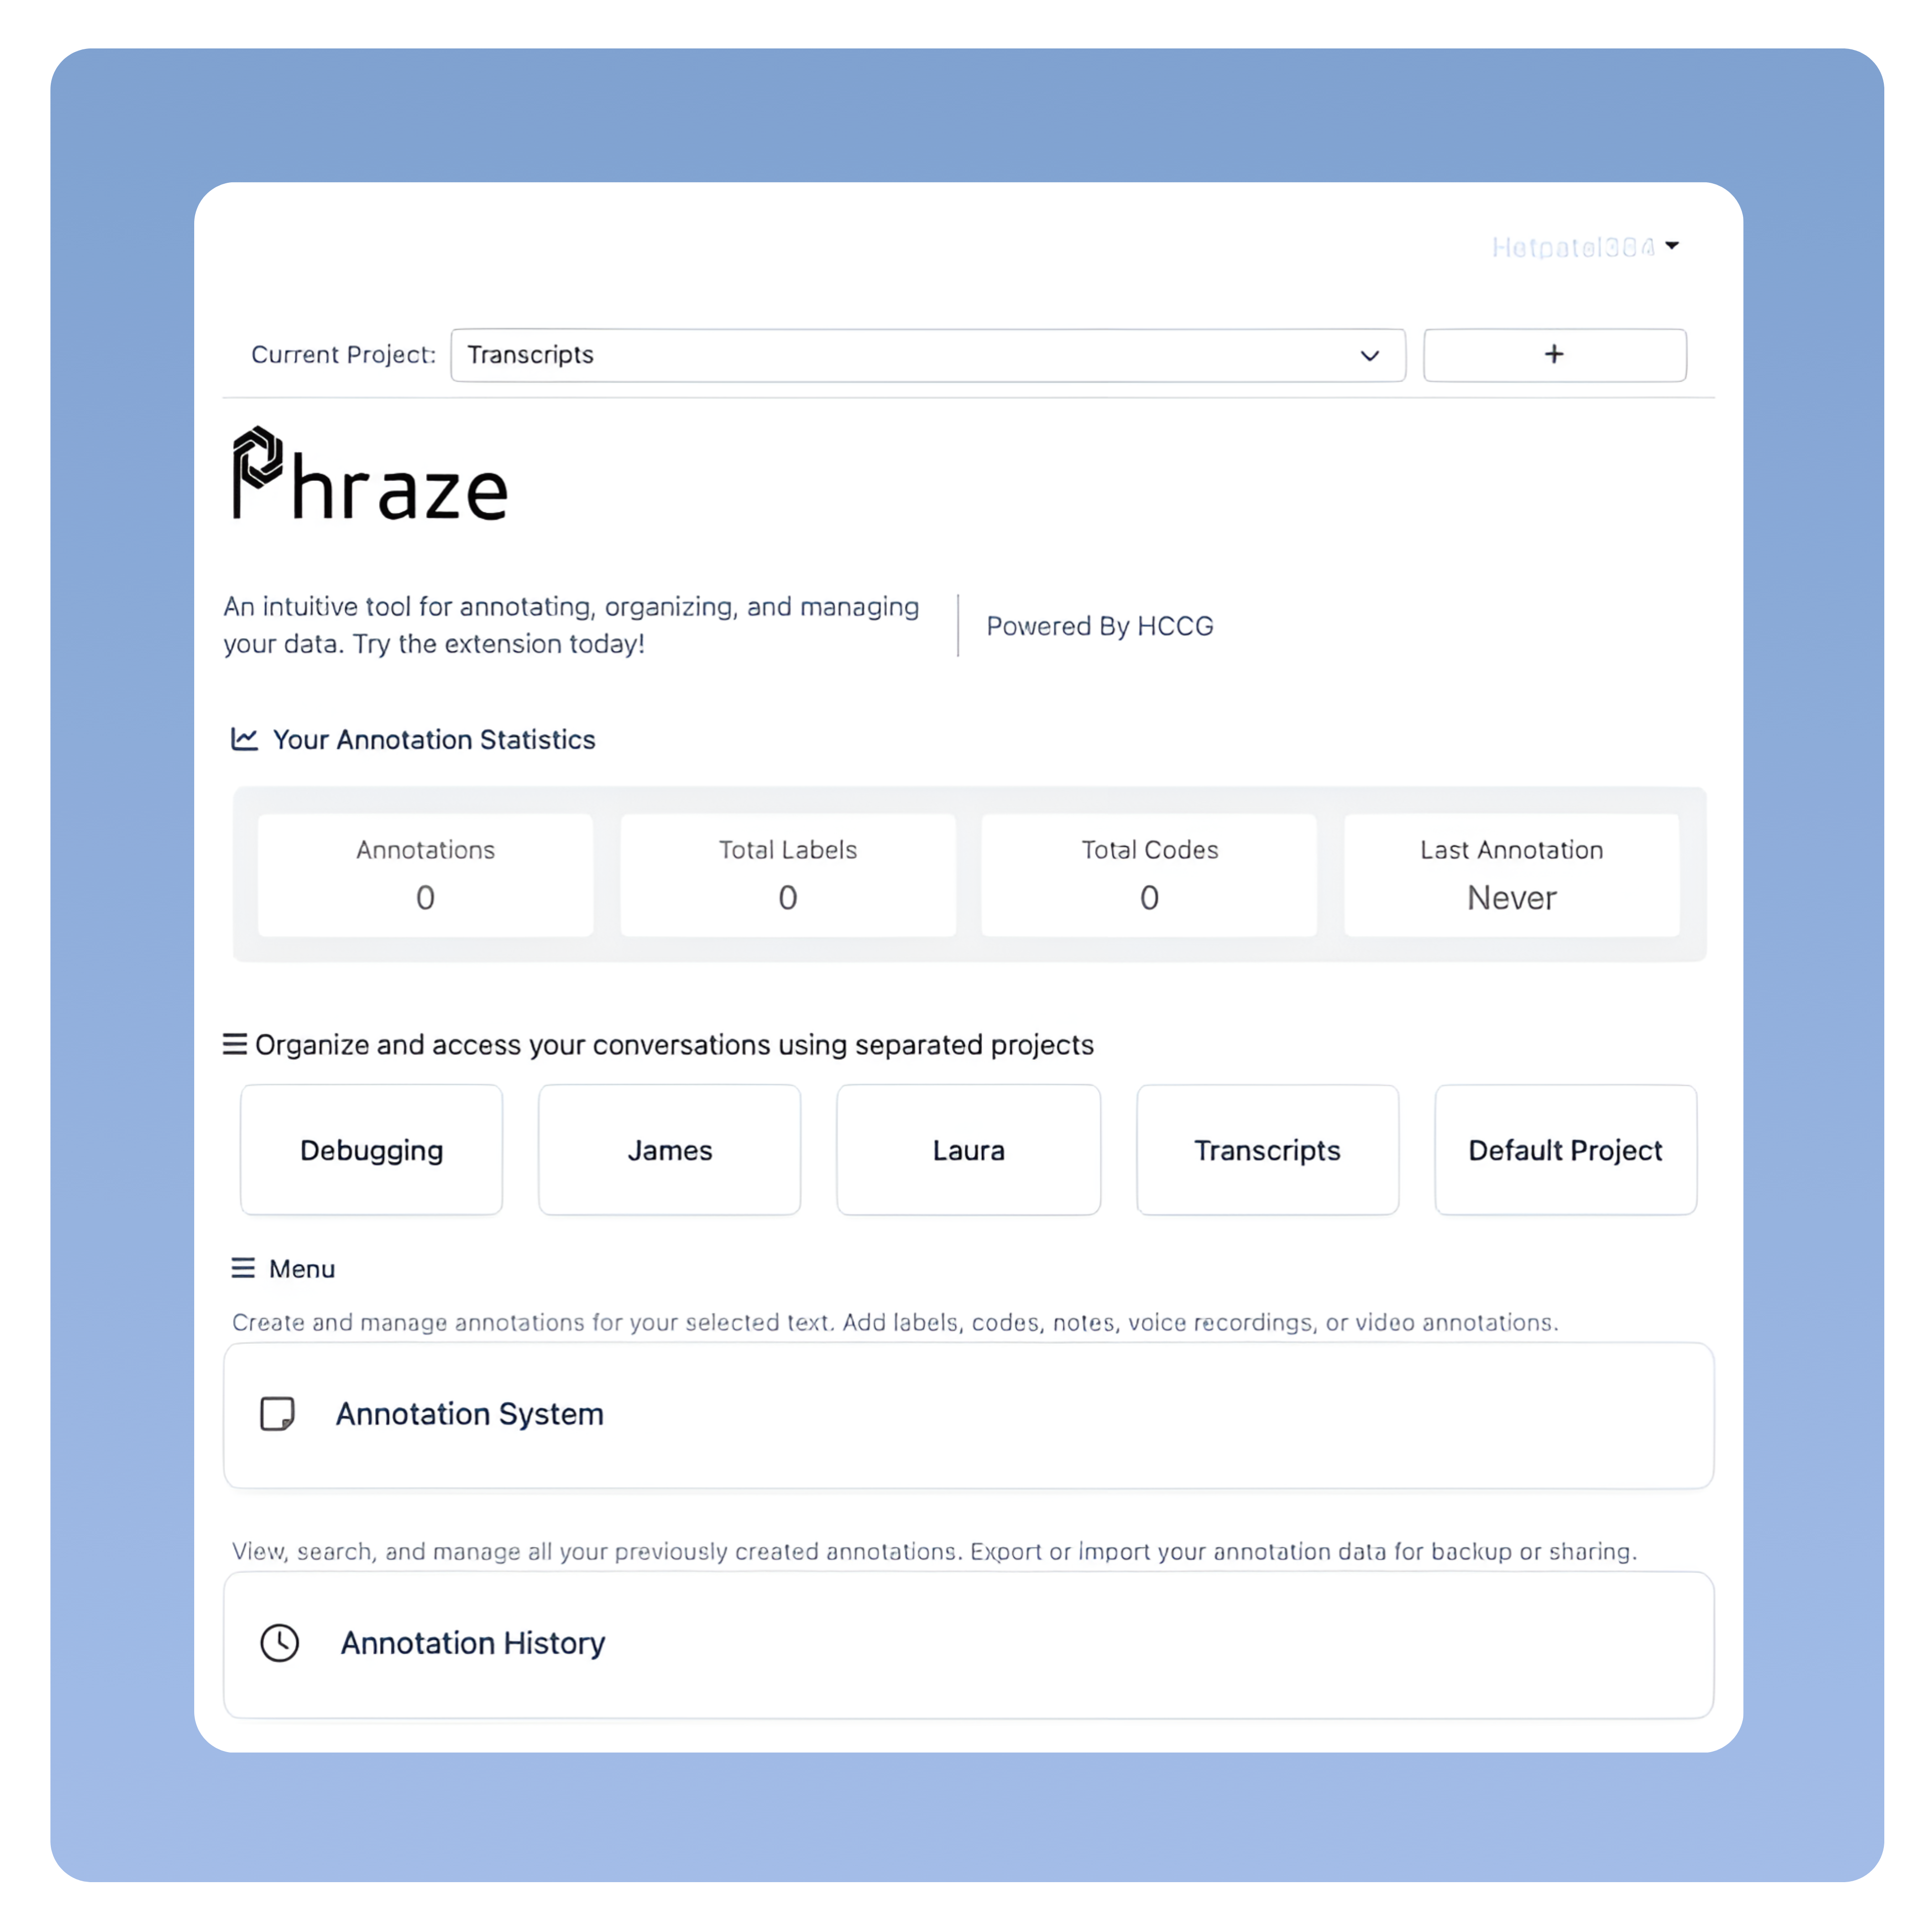 Hetpatel984
Current Project: Transcripts +
Phraze
An intuitive tool for annotating, organizing, and managing
your data. Try the extension today!
Powered By HCCG
Your Annotation Statistics
Annotations
0
Total Labels
0
Total Codes
0
Last Annotation
Never
Organize and access your conversations using separated projects
Debugging
James
Laura
Transcripts
Default Project
Menu
Create and manage annotations for your selected text. Add labels, codes, notes, voice recordings, or video annotations.
Annotation System
View, search, and manage all your previously created annotations. Export or import your annotation data for backup or sharing.
Annotation History